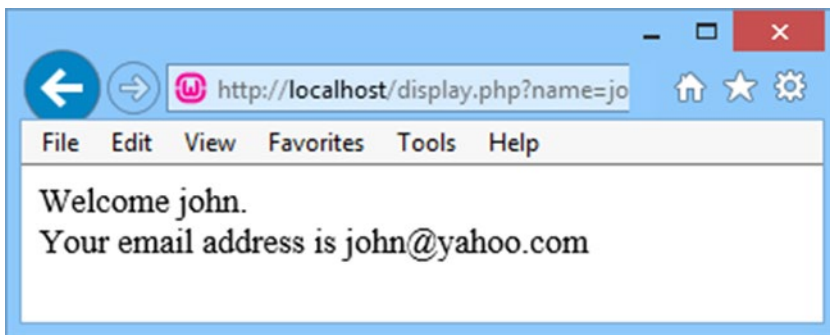 http://localhost/display.php?name=jo
File Edit View Favorites Tools Help
Welcome john.
Your email address is john@yahoo.com